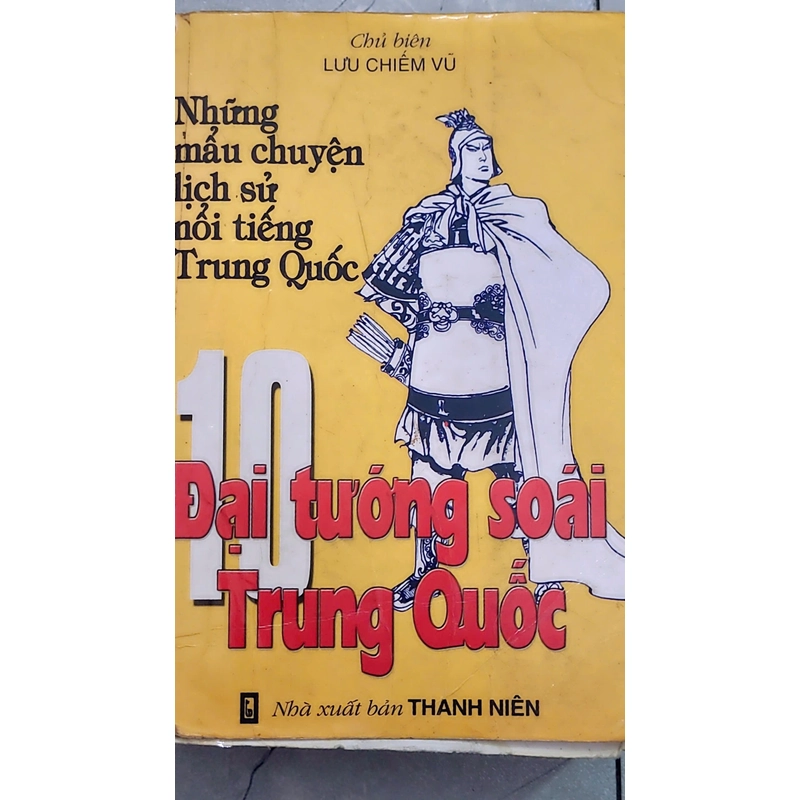 Chủ biên
LƯU CHIẾM VŨ
Những
mẩu chuyện
lịch sử
nổi tiếng
Trung Quốc
10
Đại tướng soái
Trung Quốc
Nhà xuất bản THANH NIÊN